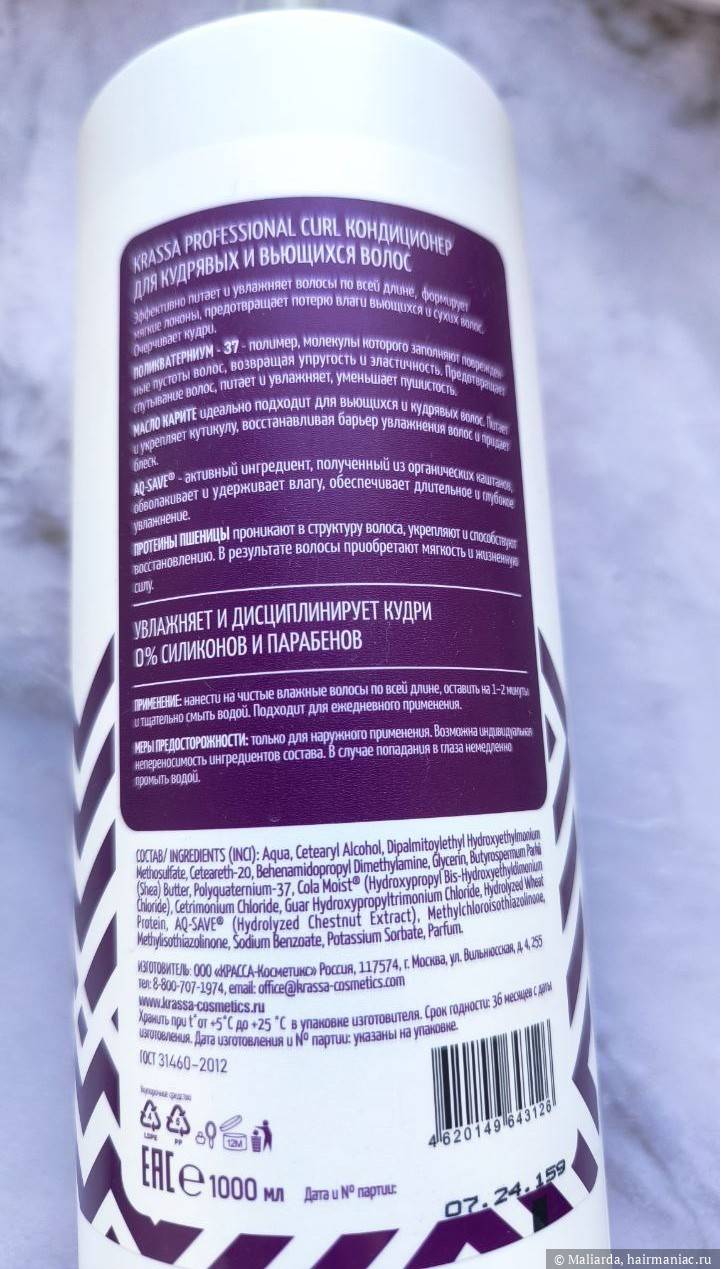 KRASSA PROFESSIONAL CURL КОНДИЦИОНЕР
ДЛЯ КУДРЯВЫХ И ВЬЮЩИХСЯ ВОЛОС
Эффективно питает и увлажняет волосы по всей длине, формирует
мягкие локоны, предотвращает потерю влаги вьющихся и сухих волос.
Очерчивает кудри.
ПОЛИКВАТЕРНИУМ - 37 - полимер, молекулы которого заполняют поврежден-
ные пустоты волос, возвращая упругость и эластичность. Предотвращает
спутывание волос, питает и увлажняет, уменьшает пушистость.
МАСЛО КАРИТЕ идеально подходит для вьющихся и кудрявых волос. Питает
и укрепляет кутикулу, восстанавливая барьер увлажнения волос и придает
блеск.
AQ-SAVE® - активный ингредиент, полученный из органических каштанов,
обволакивает и удерживает влагу, обеспечивает длительное и глубокое
увлажнение.
ПРОТЕИНЫ ПШЕНИЦЫ проникают в структуру волоса, укрепляют и способствуют
восстановлению. В результате волосы приобретают мягкость и жизненную
силу.
УВЛАЖНЯЕТ И ДИСЦИПЛИНИРУЕТ КУДРИ
0% СИЛИКОНОВ И ПАРАБЕНОВ
ПРИМЕНЕНИЕ: нанести на чистые влажные волосы по всей длине, оставить на 1-2 минуты
и тщательно смыть водой. Подходит для ежедневного применения.
МЕРЫ ПРЕДОСТОРОЖНОСТИ: только для наружного применения. Возможна индивидуальная
непереносимость ингредиентов состава. В случае попадания в глаза немедленно
промыть водой.
СОСТАВ/ INGREDIENTS (INCI): Aqua, Cetearyl Alcohol, Dipalmitoylethyl Hydroxyethylmonium
Methosulfate, Ceteareth-20, Behenamidopropyl Dimethylamine, Glycerin, Butyrospermum Parkii
(Shea) Butter, Polyquaternium-37, Cola Moist® (Hydroxypropyl Bis-Hydroxyethyldimonium
Chloride), Cetrimonium Chloride, Guar Hydroxypropyltrimonium Chloride, Hydrolyzed Wheat
Protein, AQ-SAVE® (Hydrolyzed Chestnut Extract), Methylchloroisothiazolinone,
Methylisothiazolinone, Sodium Benzoate, Potassium Sorbate, Parfum.
ИЗГОТОВИТЕЛЬ: ООО «КРАССА-Косметикс» Россия, 117574, г. Москва, ул. Вильнюсская, д. 4, 255
тел: 8-800-707-1974, email: office@krassa-cosmetics.com
www.krassa-cosmetics.ru
Хранить при t° от +5°С до +25 °С в упаковке изготовителя. Срок годности: 36 месяцев с даты
изготовления. Дата изготовления и № партии: указаны на упаковке.
ГОСТ 31460-2012
Укупорочное средство
4 5
LDPE PP 12M
4 620149 643126
EAC e 1000 мл Дата и № партии:
07.24.159
© Maliarda, hairmaniac.ru